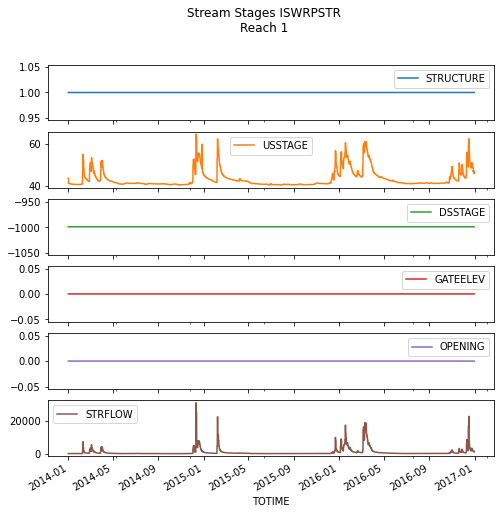 Stream Stages ISWRPSTR
Reach 1
1.05
1.00
0.95
STRUCTURE
60
40
USSTAGE
−950
−1000
−1050
DSSTAGE
0.05
0.00
−0.05
GATEELEV
0.05
0.00
−0.05
OPENING
20000
0
STRFLOW
2014-01
2014-05
2014-09
2015-01
2015-05
2015-09
2016-01
2016-05
2016-09
2017-01
TOTIME